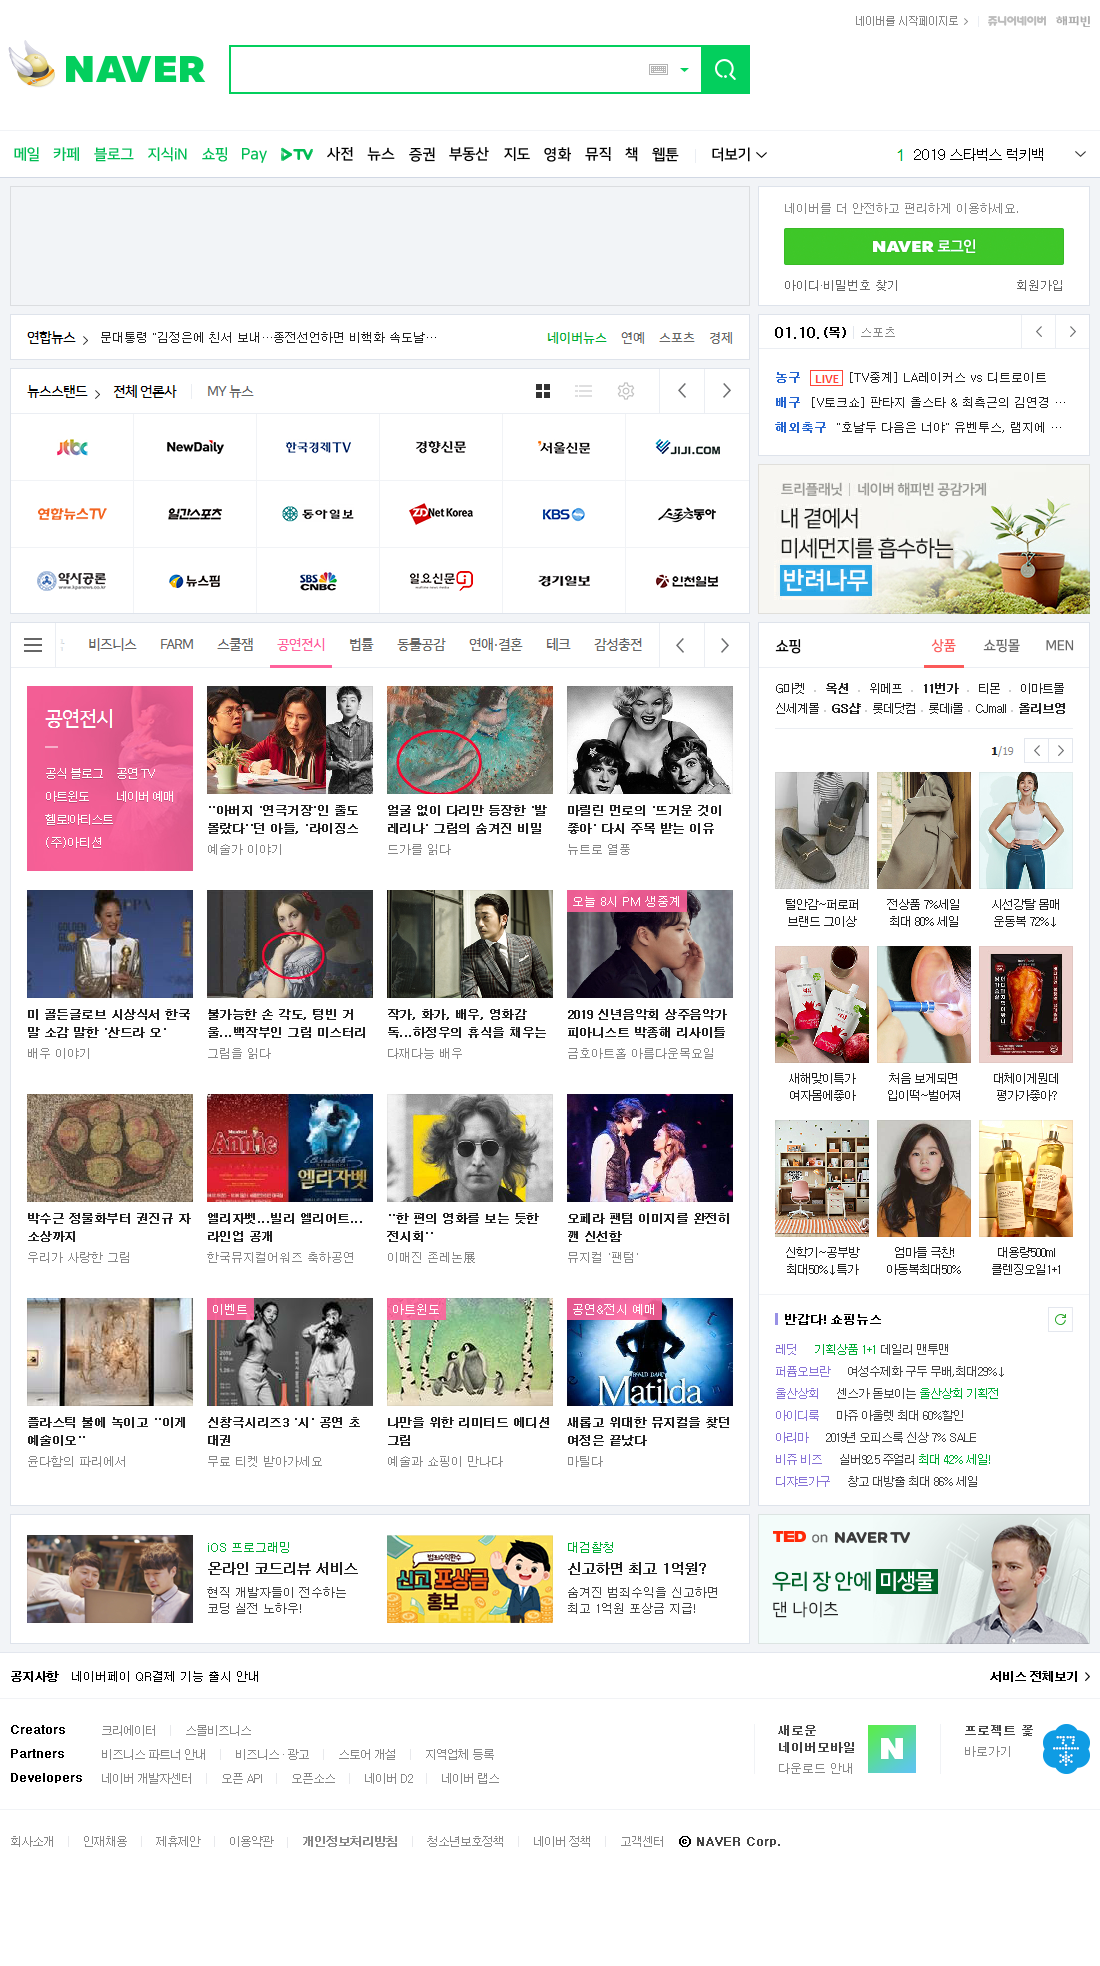 네이버를 시작페이지로
쥬니어네이버 해피빈
NAVER
메일 카페 블로그 지식iN 쇼핑 Pay TV 사전 뉴스 증권 부동산 지도 영화 뮤직 책 웹툰 더보기
1 2019 스타벅스 럭키백
네이버를 더 안전하고 편리하게 이용하세요.
NAVER 로그인
아이디·비밀번호 찾기 회원가입
연합뉴스 문대통령 "김정은에 친서 보내…종전선언하면 비핵화 속도날…
네이버뉴스 연예 스포츠 경제
01.10.(목) 스포츠
농구 LIVE [TV중계] LA레이커스 vs 디트로이트
배구 [V토크쇼] 판타지 올스타 & 최측근의 김연경 …
해외축구 "호날두 다음은 너야" 유벤투스, 램지에 …
뉴스스탠드 전체 언론사 MY 뉴스
jtbc NewDaily 한국경제TV 경향신문 서울신문 JIJI.COM
연합뉴스TV 일간스포츠 동아일보 ZDNet Korea KBS 스포츠동아
약사공론 뉴스핌 SBS CNBC 일요신문 경기일보 인천일보
트리플래닛 | 네이버 해피빈 공감가게
내 곁에서
미세먼지를 흡수하는
반려나무
비즈니스 FARM 스쿨잼 공연전시 법률 동물공감 연애·결혼 테크 감성충전
공연전시
공식 블로그 공연 TV
아트윈도 네이버 예매
헬로!아티스트
(주)아티션
"아버지 '연극거장'인 줄도
몰랐다"던 아들, '라이징스
예술가 이야기
얼굴 없이 다리만 등장한 '발
레리나' 그림의 숨겨진 비밀
드가를 읽다
마릴린 먼로의 '뜨거운 것이
좋아' 다시 주목 받는 이유
뉴트로 열풍
미 골든글로브 시상식서 한국
말 소감 말한 '산드라 오'
배우 이야기
불가능한 손 각도, 텅빈 거
울...백작부인 그림 미스터리
그림을 읽다
작가, 화가, 배우, 영화감
독...하정우의 휴식을 채우는
다재다능 배우
오늘 8시 PM 생중계
2019 신년음악회 상주음악가
피아니스트 박종해 리사이틀
금호아트홀 아름다운목요일
박수근 정물화부터 권진규 자
소상까지
우리가 사랑한 그림
Annie
엘리자벳
엘리자벳...빌리 엘리어트...
라인업 공개
한국뮤지컬어워즈 축하공연
"한 편의 영화를 보는 듯한
전시회"
이매진 존레논展
오페라 팬텀 이미지를 완전히
깬 신선함
뮤지컬 '팬텀'
플라스틱 불에 녹이고 "이게
예술이오"
윤다함의 파리에서
이벤트
신창극시리즈3 '시' 공연 초
대권
무료 티켓 받아가세요
아트윈도
나만을 위한 리미티드 에디션
그림
예술과 쇼핑이 만나다
공연&전시 예매
Matilda
새롭고 위대한 뮤지컬을 찾던
여정은 끝났다
마틸다
쇼핑 상품 쇼핑몰 MEN
G마켓 옥션 위메프 11번가 티몬 이마트몰
신세계몰 GS샵 롯데닷컴 롯데i몰 CJmall 올리브영
1/19
털안감~퍼로퍼
브랜드 그이상
전상품 7%세일
최대 80% 세일
시선강탈 몸매
운동복 72%↓
새해맞이특가
여자몸에좋아
처음 보게되면
입이떡~벌어져
대체이게뭔데
평가가좋아?
신학기~공부방
최대50%↓특가
엄마들 극찬!
아동복최대50%
대용량500ml
클렌징오일1+1
반갑다! 쇼핑뉴스
레딧 기획상품 1+1 데일리 맨투맨
퍼퓸오브란 여성수제화 구두 무배,최대29%↓
울산상회 센스가 돋보이는 울산상회 기획전
아이디룩 마쥬 아울렛 최대 60%할인
아리마 2019년 오피스룩 신상 7% SALE
비쥬 비즈 실버92.5 주얼리 최대 42% 세일!
디쟈트가구 창고 대방출 최대 86% 세일
iOS 프로그래밍
온라인 코드리뷰 서비스
현직 개발자들이 전수하는
코딩 실전 노하우!
범죄수익환수
신고 포상금
홍보
대검찰청
신고하면 최고 1억원?
숨겨진 범죄수익을 신고하면
최고 1억원 포상금 지급!
TED on NAVER TV
우리 장 안에 미생물
댄 나이츠
공지사항 네이버페이 QR결제 기능 출시 안내
서비스 전체보기
Creators 크리에이터 스몰비즈니스
Partners 비즈니스 파트너 안내 비즈니스·광고 스토어 개설 지역업체 등록
Developers 네이버 개발자센터 오픈 API 오픈소스 네이버 D2 네이버 랩스
새로운
네이버모바일
다운로드 안내
N
프로젝트 꽃
바로가기
회사소개 인재채용 제휴제안 이용약관 개인정보처리방침 청소년보호정책 네이버 정책 고객센터 ⓒ NAVER Corp.